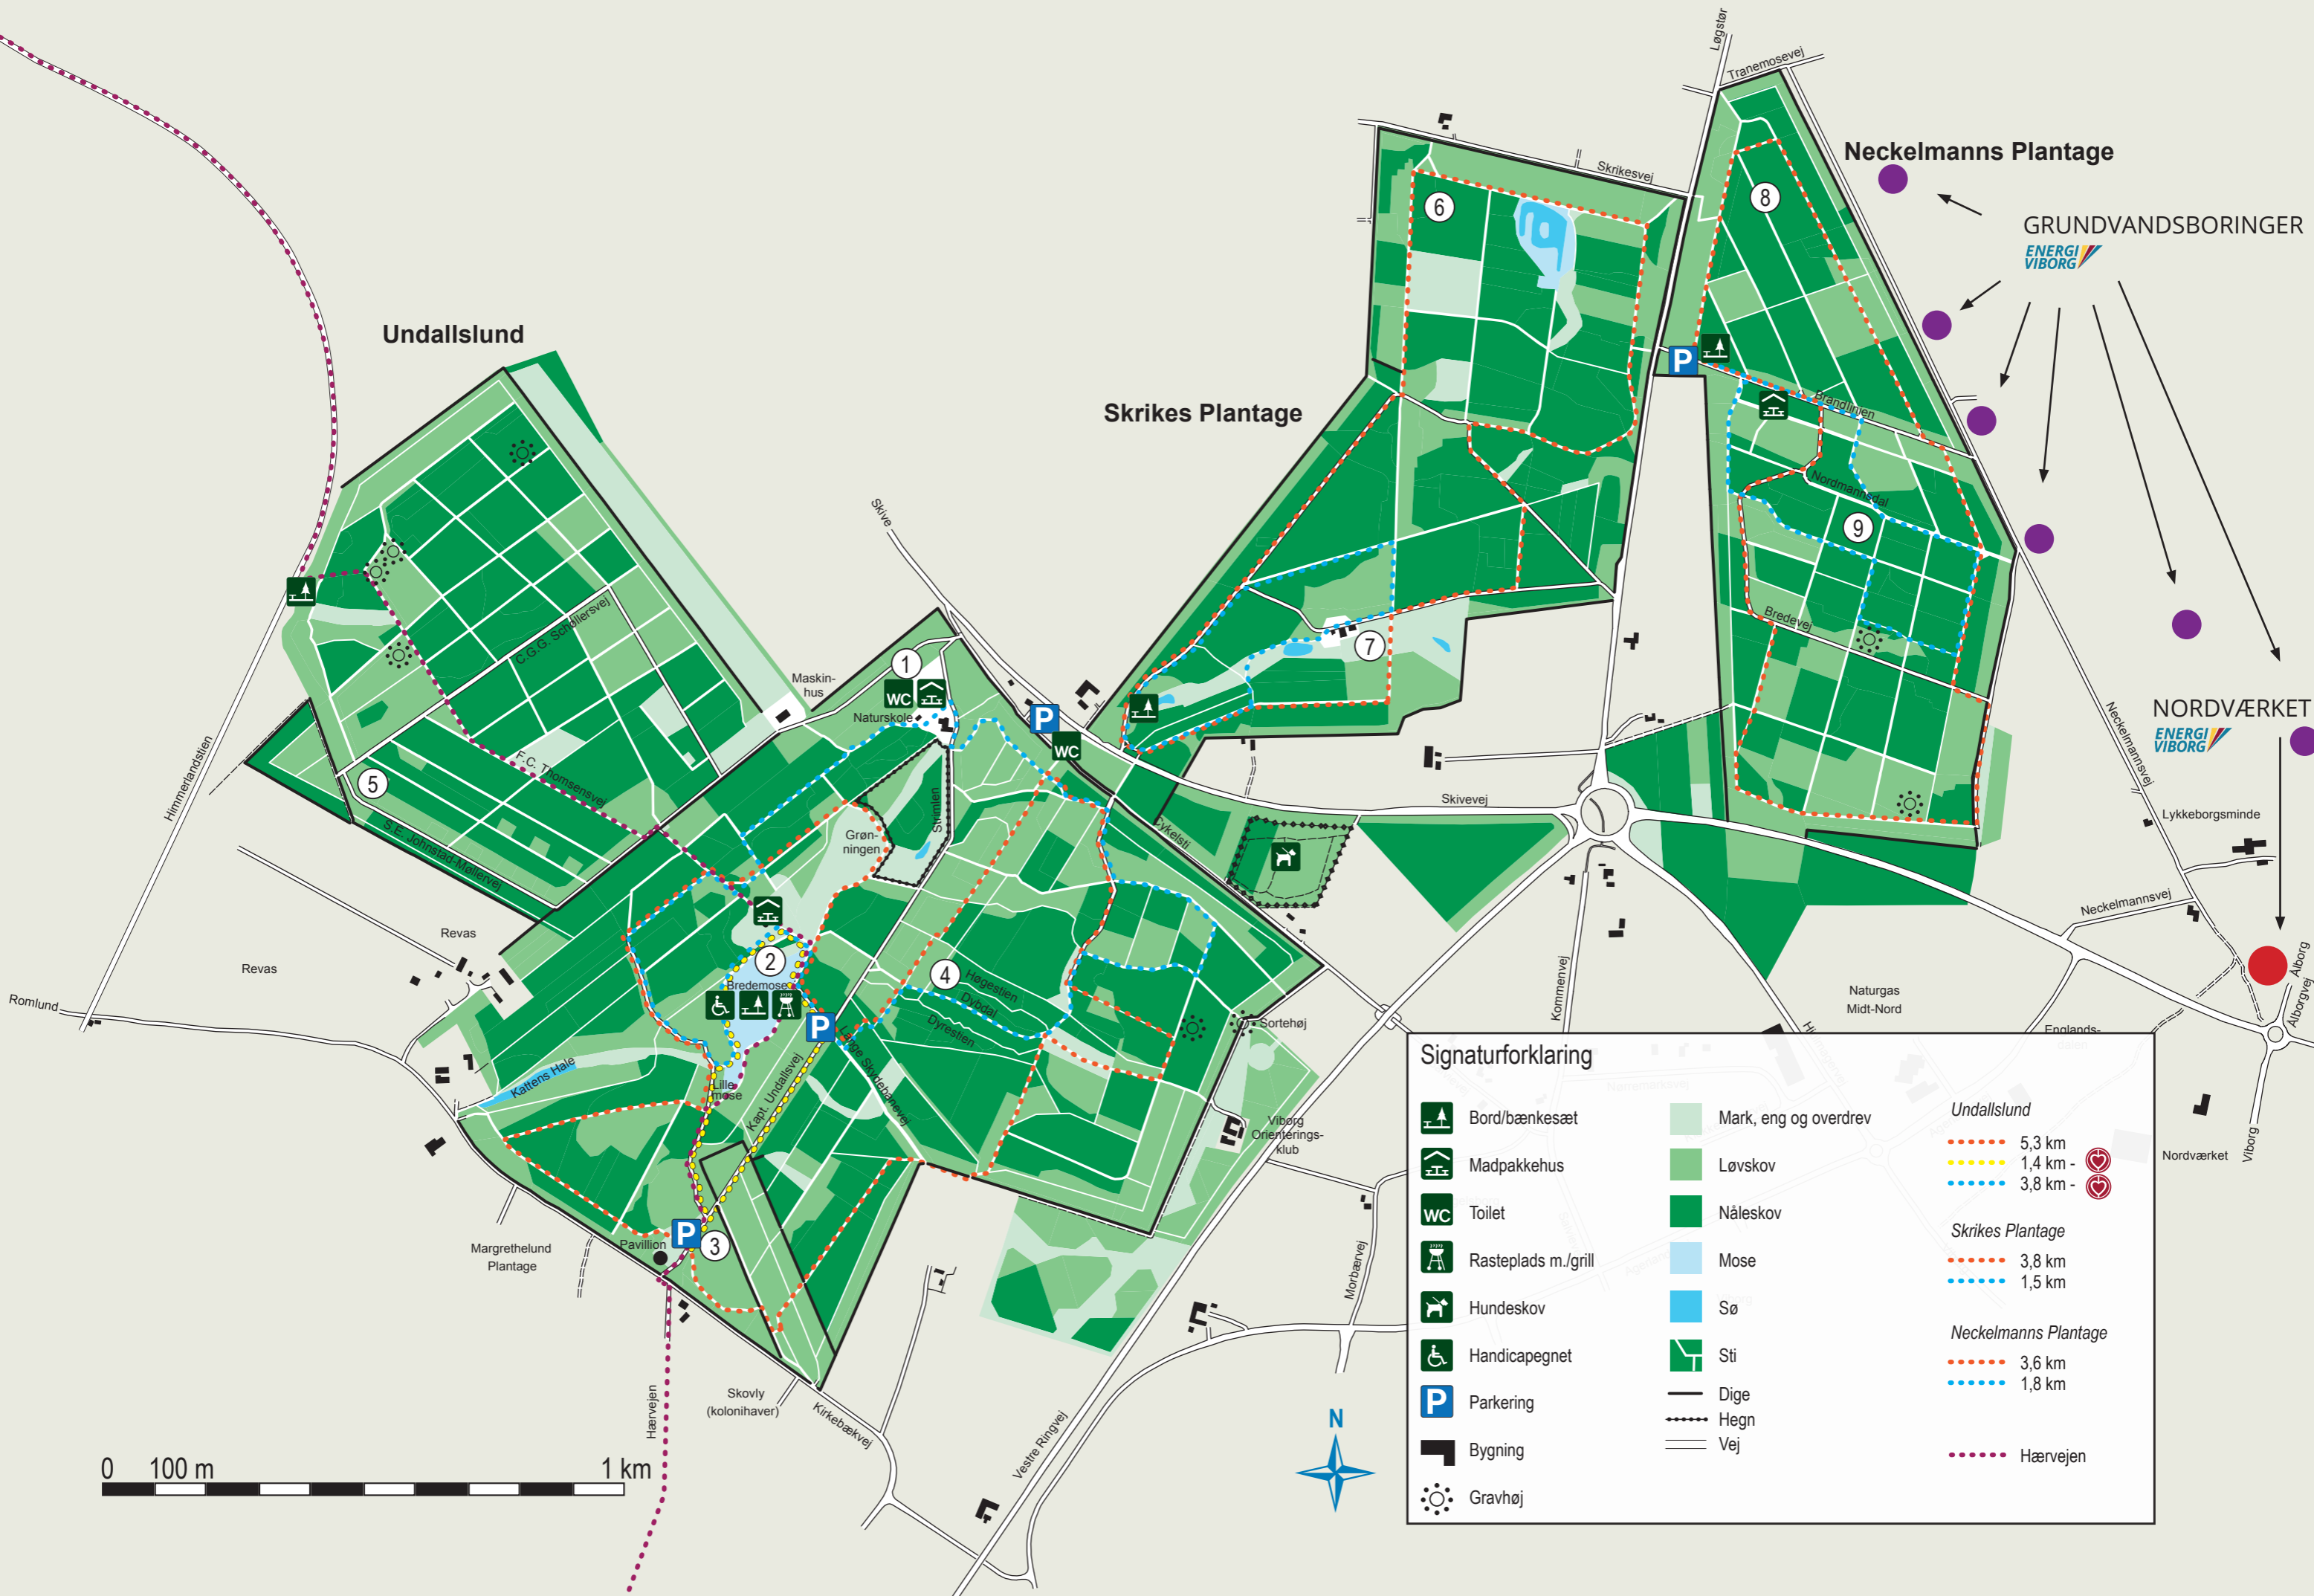 Løgstør
Tranemosevej
Neckelmanns Plantage
Skrikesvej
8
6
GRUNDVANDSBORINGER
ENERGI
VIBORG
Undallslund
P
Skrikes Plantage
Brandlinien
Nordmannsdal
9
Skive
C.G.G. Schøllersvej
Bredevej
7
1
Maskin-
hus
WC
Naturskole
P
WC
NORDVÆRKET
ENERGI
VIBORG
Neckelmannsvej
Himmerlandstien
F.C. Thomsensvej
5
S.E. Johnstad-Møllervej
Strimlen
Grøn-
ningen
Cykelsti
Skivevej
Lykkeborgsminde
Neckelmannsvej
Revas
Revas
Romlund
2
Bredemose
4
Høgestien
Dybdal
Dyrestien
P
Lange Skydebanevej
Sortehøj
Kommenvej
Naturgas
Midt-Nord
Ålborg
Ålborgvej
Kattens Hale
Lille
mose
Kapt. Undallsvej
Viborg
Orienterings-
klub
Nordværket
Viborg
P
3
Pavillion
Margrethelund
Plantage
Morbærvej
Hærvejen
Skovly
(kolonihaver)
Kirkebækvej
Vestre Ringvej
N
0 100 m 1 km
Signaturforklaring
Bord/bænkesæt
Madpakkehus
WC Toilet
Rasteplads m./grill
Hundeskov
Handicapegnet
P Parkering
Bygning
Gravhøj
Mark, eng og overdrev
Løvskov
Nåleskov
Mose
Sø
Sti
Dige
Hegn
Vej
Undallslund
5,3 km
1,4 km -
3,8 km -
Skrikes Plantage
3,8 km
1,5 km
Neckelmanns Plantage
3,6 km
1,8 km
Hærvejen